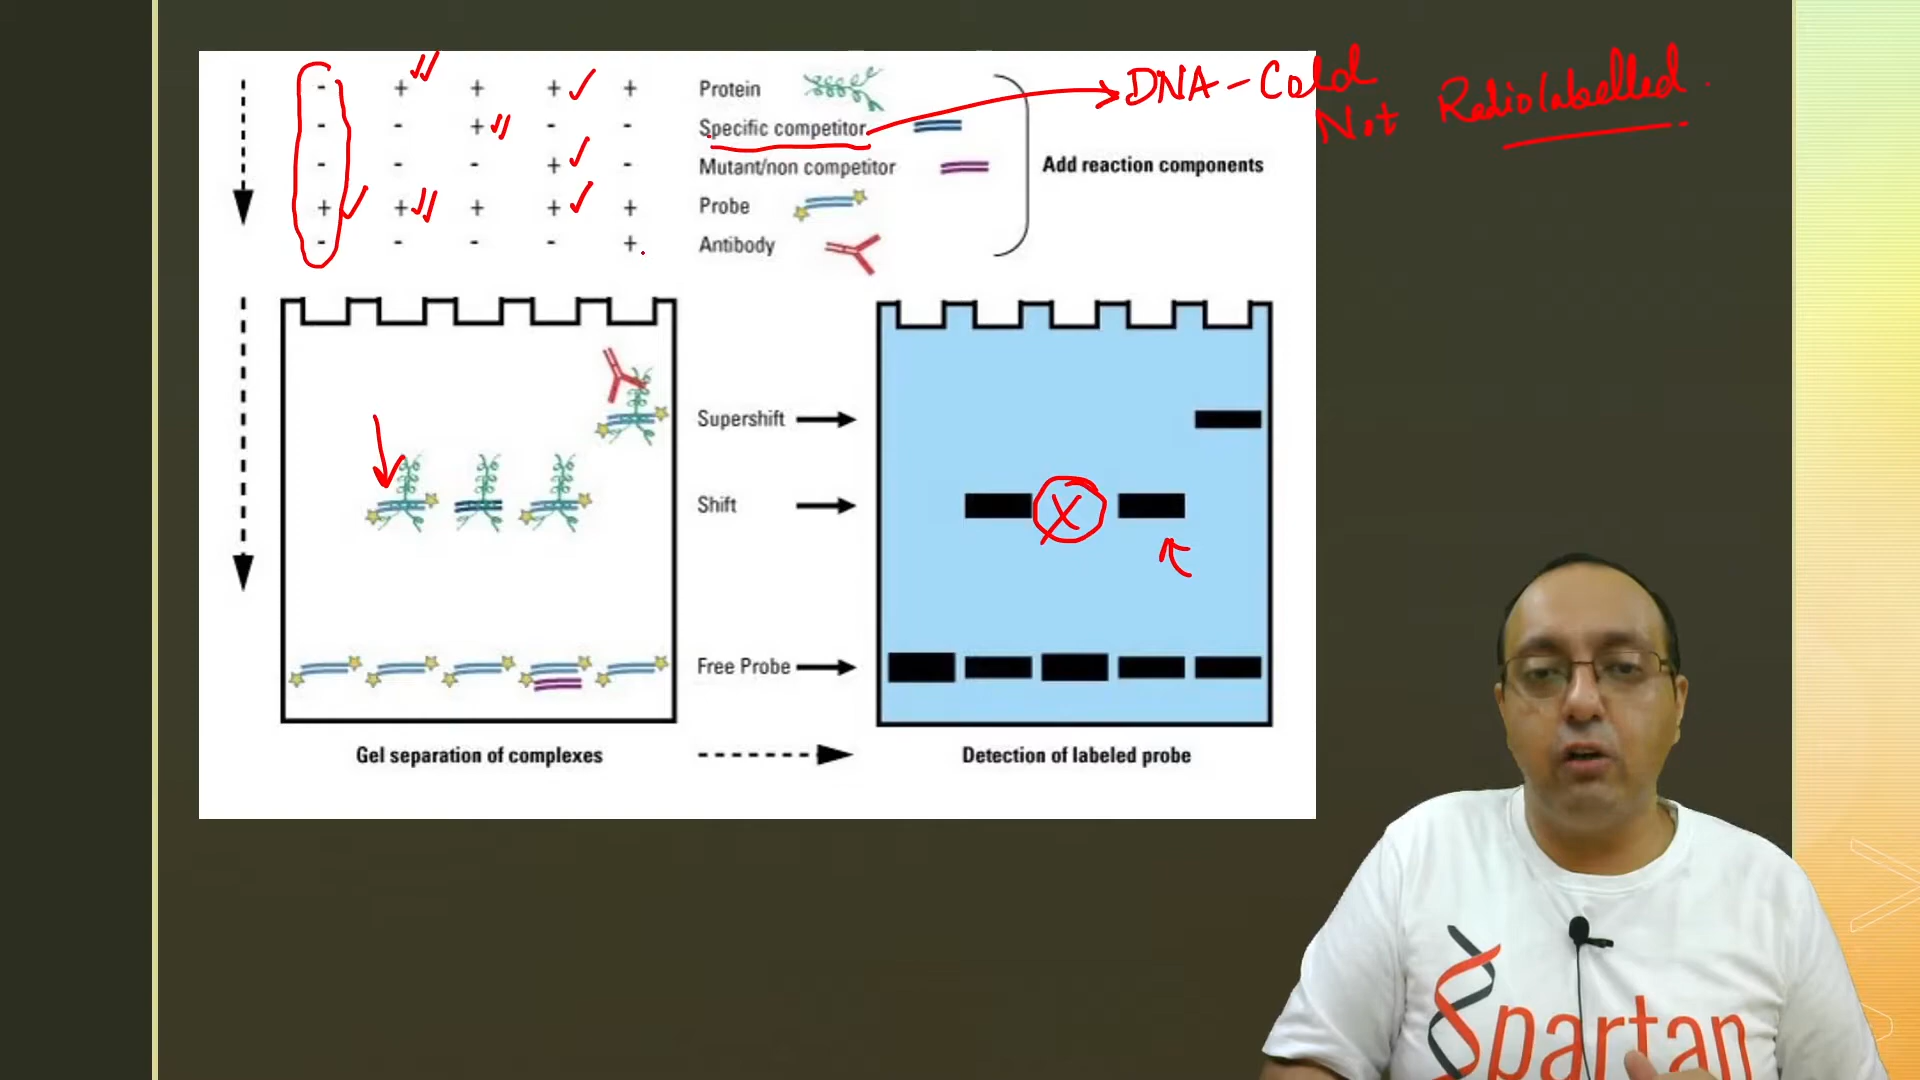 - + + + + Protein
DNA - Cold
- - + - - Specific competitor
Not Radiolabelled.
- - - + - Mutant/non competitor
Add reaction components
+ + + + + Probe
- - - - + Antibody
Supershift
X
Shift
Free Probe
Gel separation of complexes
Detection of labeled probe
Spartan